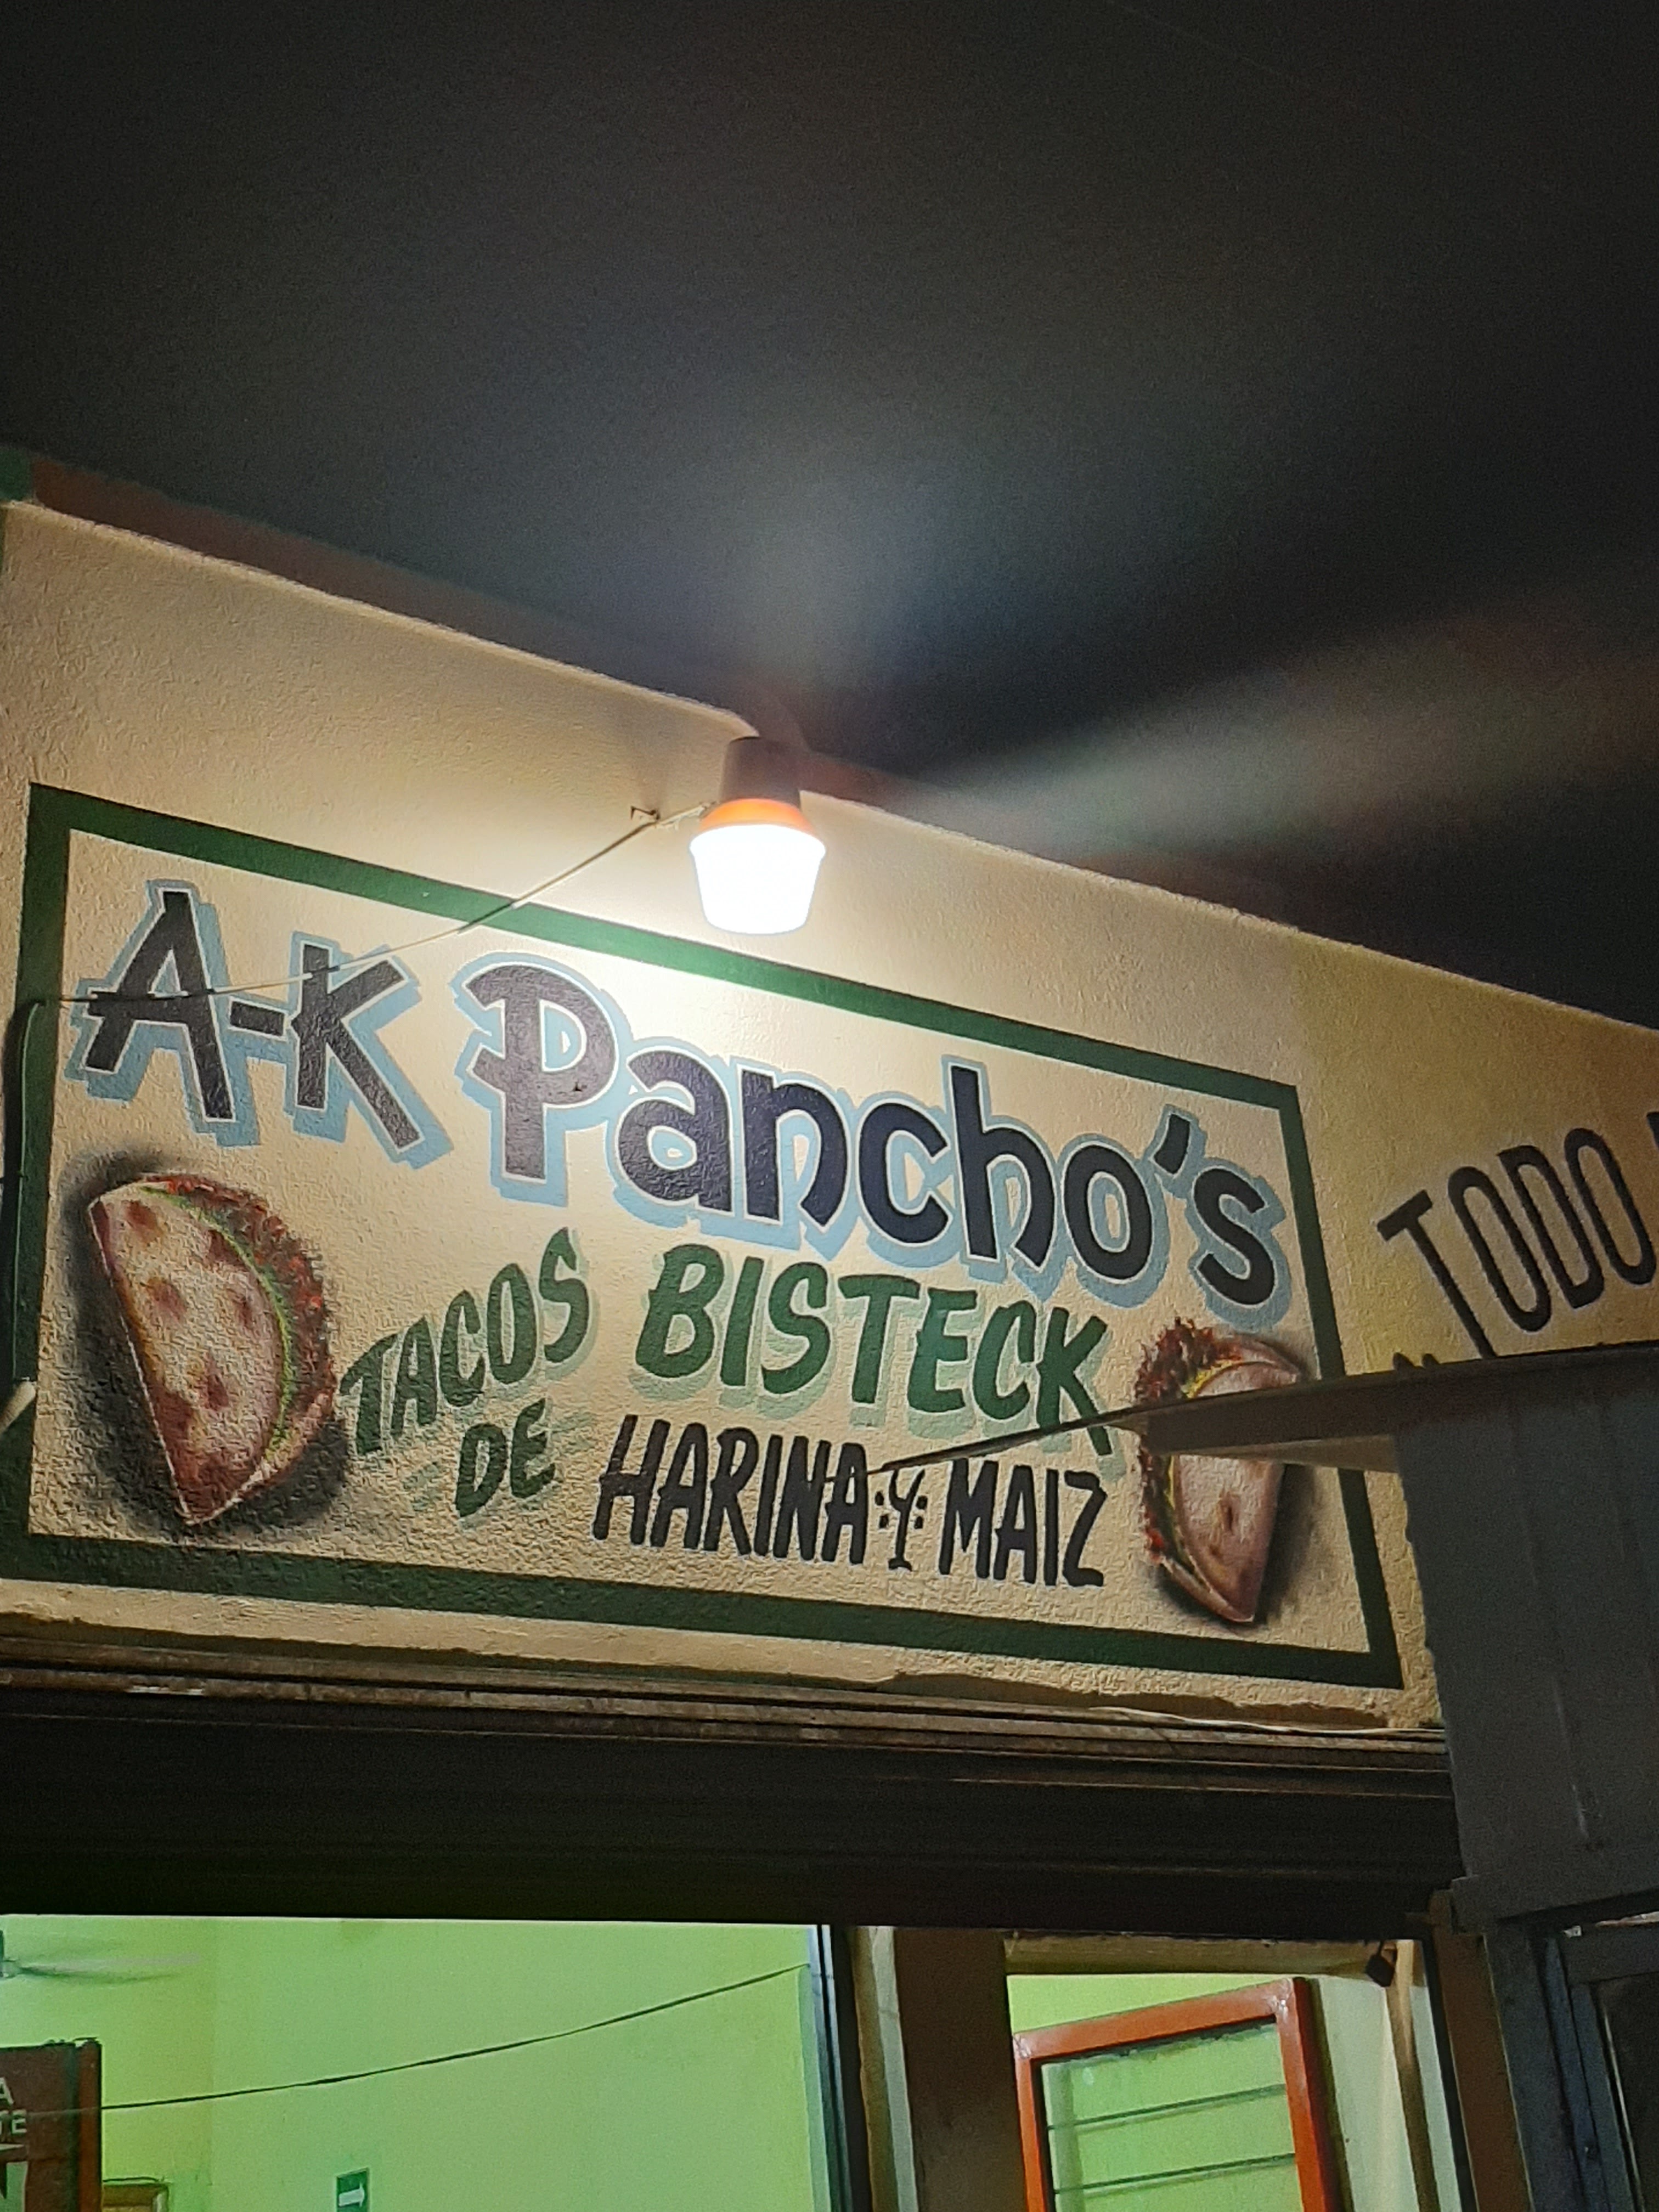 A-K Pancho's
TACOS BISTECK
DE HARINA Y MAIZ
TODO